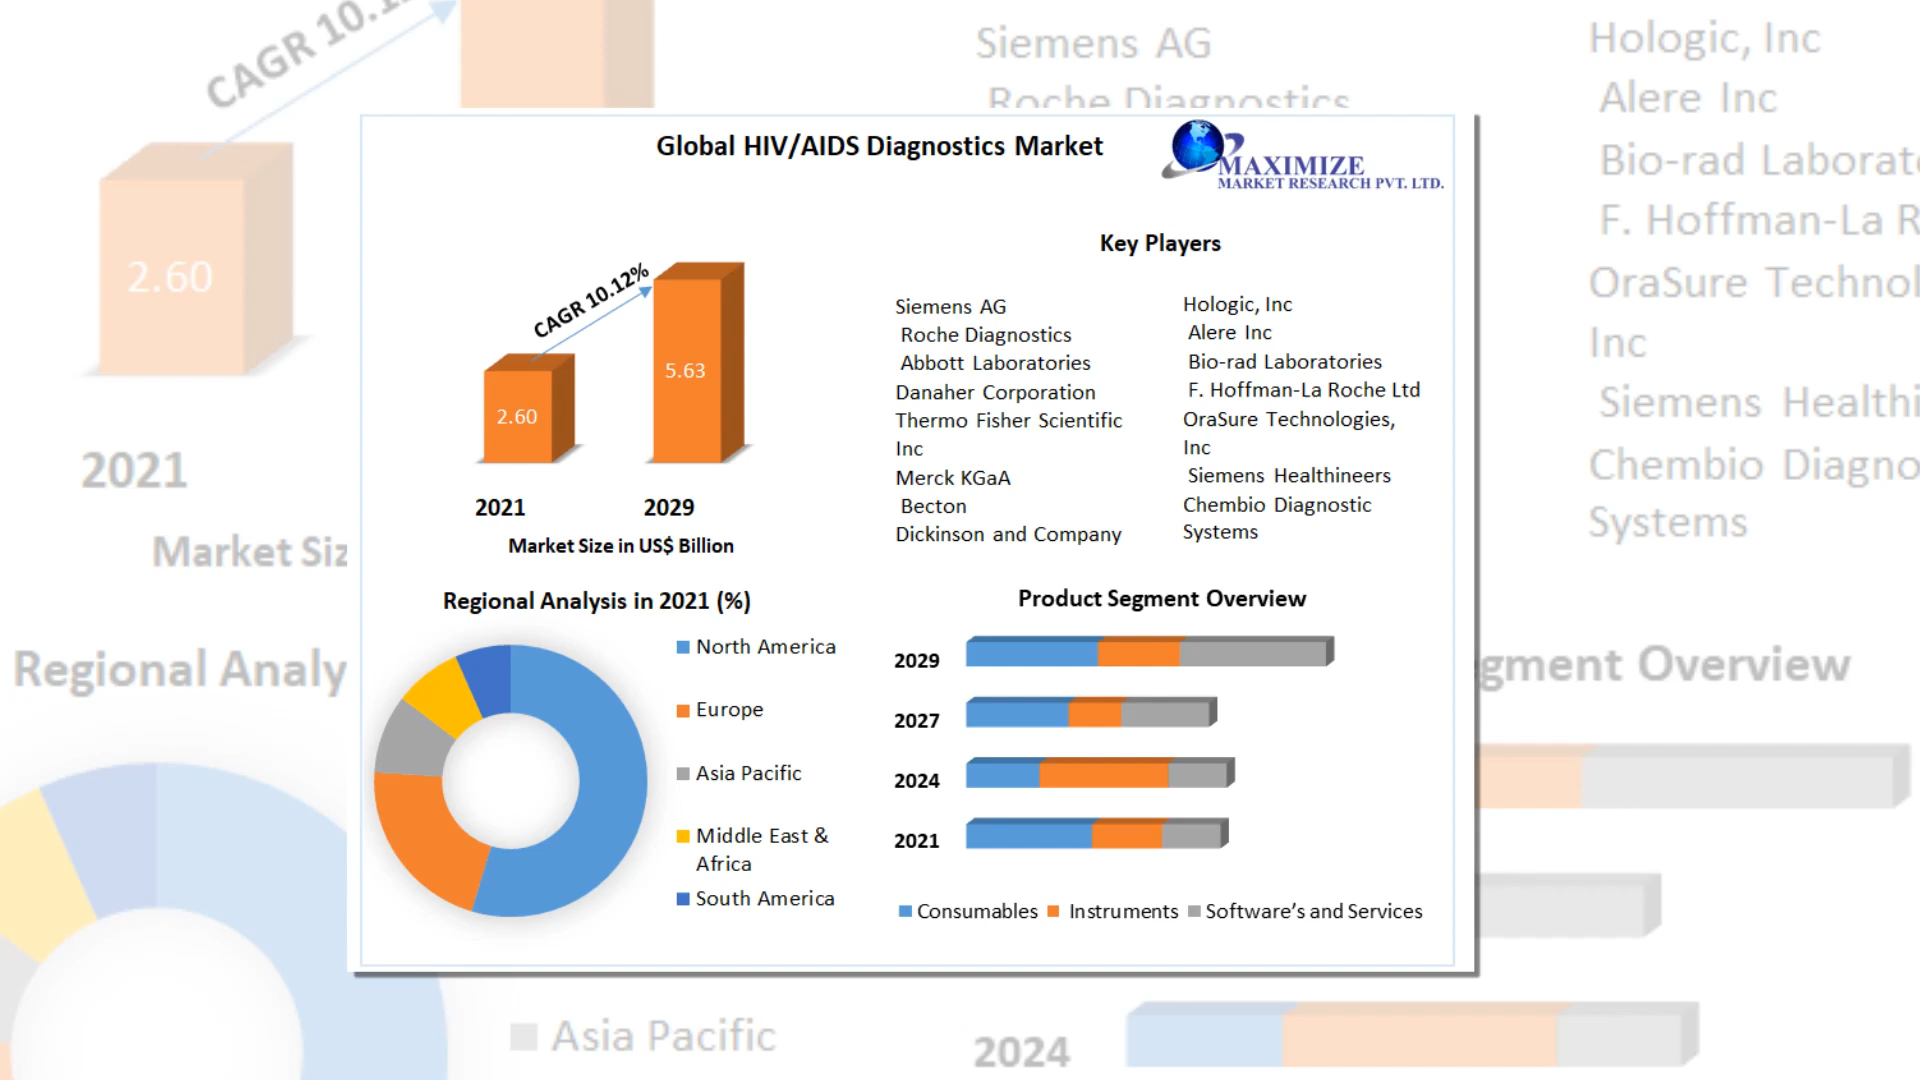 CAGR 10.1
2.60
2021
Market Siz
Regional Analy
Asia Pacific
Siemens AG
Roche Diagnostics
Hologic, Inc
Alere Inc
Bio-rad Laborat
F. Hoffman-La R
OraSure Technol
Inc
Siemens Healthi
Chembio Diagno
Systems
gment Overview
2024
Global HIV/AIDS Diagnostics Market
MAXIMIZE
MARKET RESEARCH PVT. LTD.
CAGR 10.12%
2.60
5.63
2021
2029
Market Size in US$ Billion
Key Players
Siemens AG
Roche Diagnostics
Abbott Laboratories
Danaher Corporation
Thermo Fisher Scientific
Inc
Merck KGaA
Becton
Dickinson and Company
Hologic, Inc
Alere Inc
Bio-rad Laboratories
F. Hoffman-La Roche Ltd
OraSure Technologies,
Inc
Siemens Healthineers
Chembio Diagnostic
Systems
Regional Analysis in 2021 (%)
North America
Europe
Asia Pacific
Middle East &
Africa
South America
Product Segment Overview
2029
2027
2024
2021
Consumables
Instruments
Software's and Services